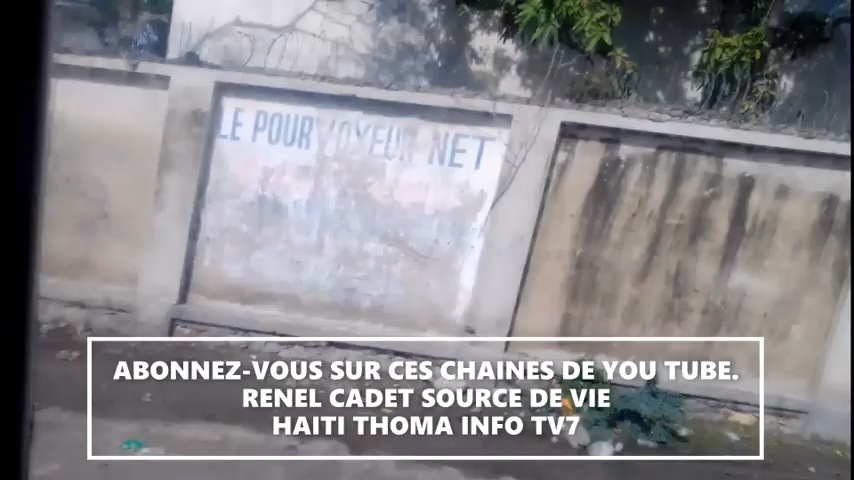 LE POURVOYEUR NET
ABONNEZ-VOUS SUR CES CHAINES DE YOU TUBE.
RENEL CADET SOURCE DE VIE
HAITI THOMA INFO TV7